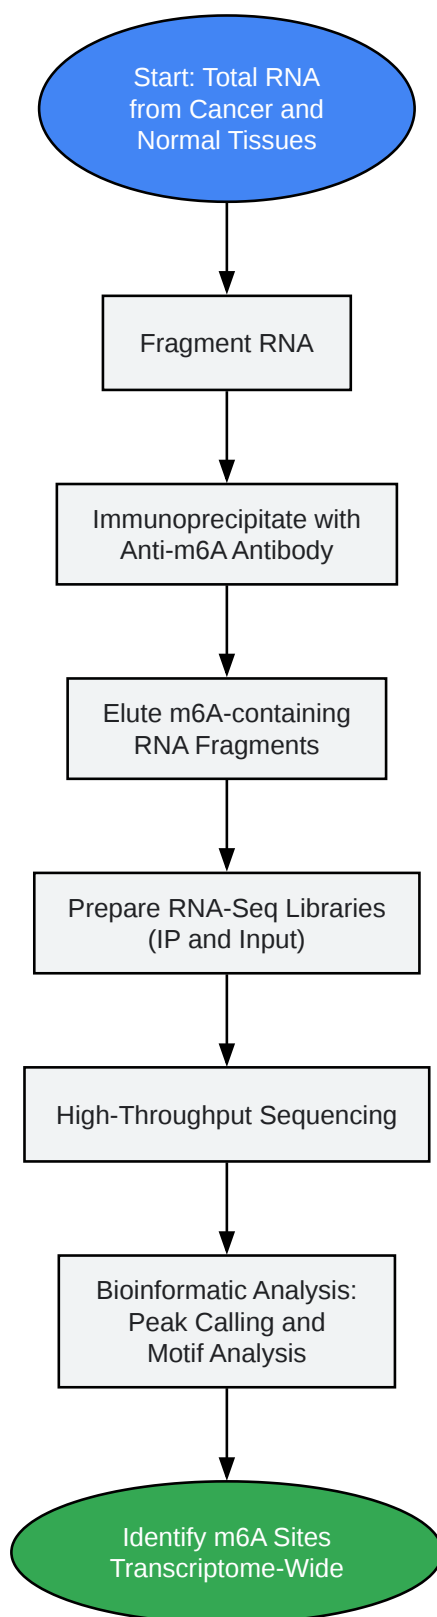 Start: Total RNA
from Cancer and
Normal Tissues
Fragment RNA
Immunoprecipitate with
Anti-m6A Antibody
Elute m6A-containing
RNA Fragments
Prepare RNA-Seq Libraries
(IP and Input)
High-Throughput Sequencing
Bioinformatic Analysis:
Peak Calling and
Motif Analysis
Identify m6A Sites
Transcriptome-Wide